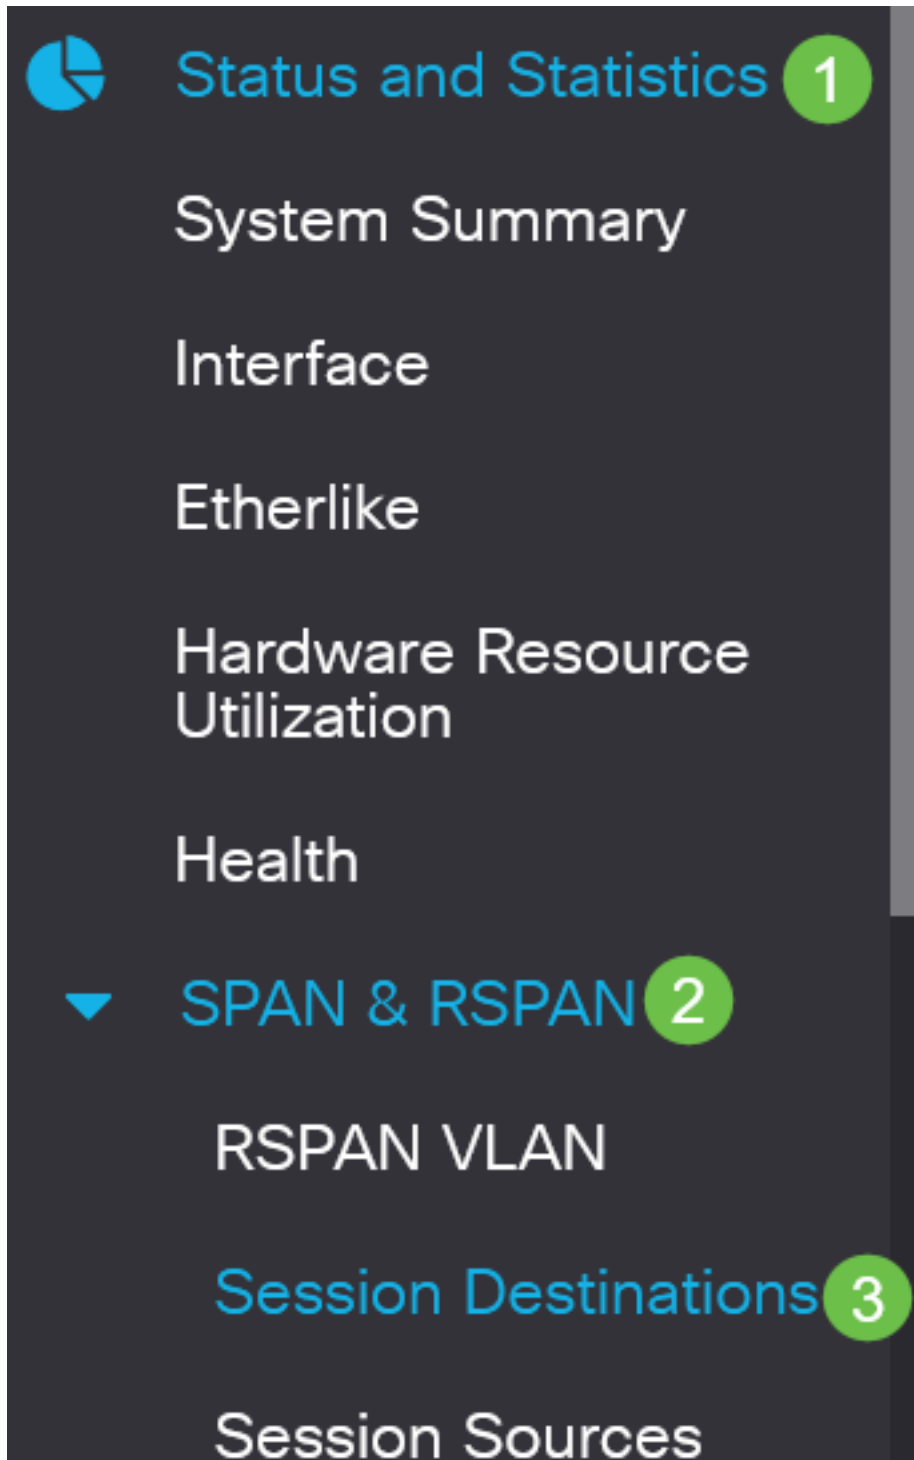 Status and Statistics 1
System Summary
Interface
Etherlike
Hardware Resource
Utilization
Health
SPAN & RSPAN 2
RSPAN VLAN
Session Destinations 3
Session Sources